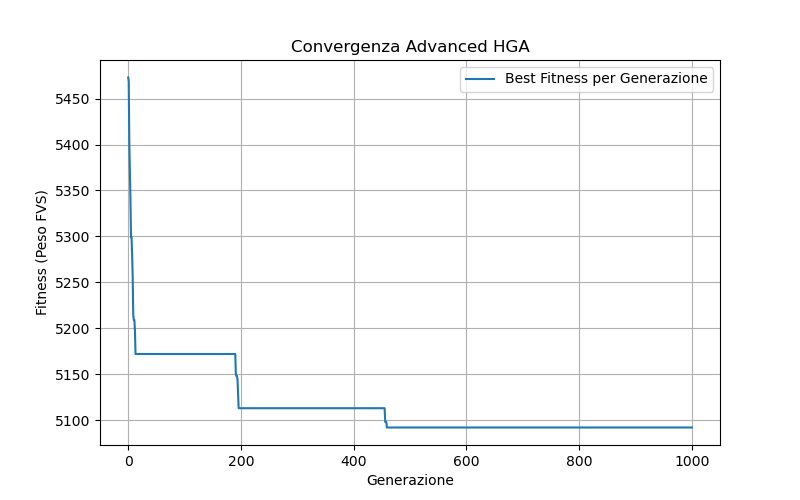 Convergenza Advanced HGA
Best Fitness per Generazione
Fitness (Peso FVS)
5450
5400
5350
5300
5250
5200
5150
5100
0 200 400 600 800 1000
Generazione